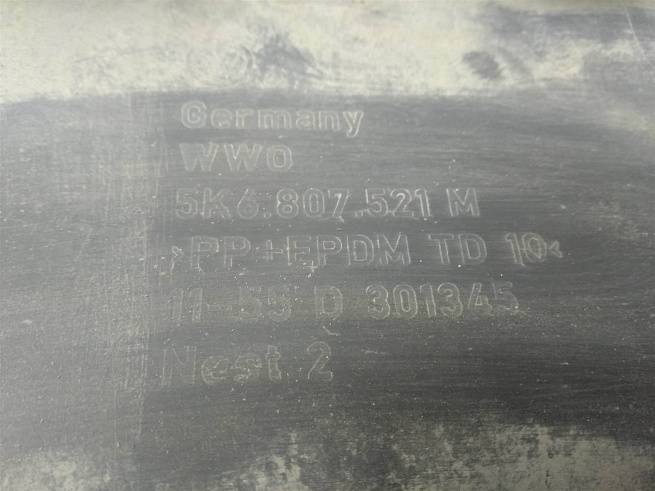 Germany
WWO
5K6.807.521 M
>PP+EPDM TD 10<
11-55 D 301345
Nest 2